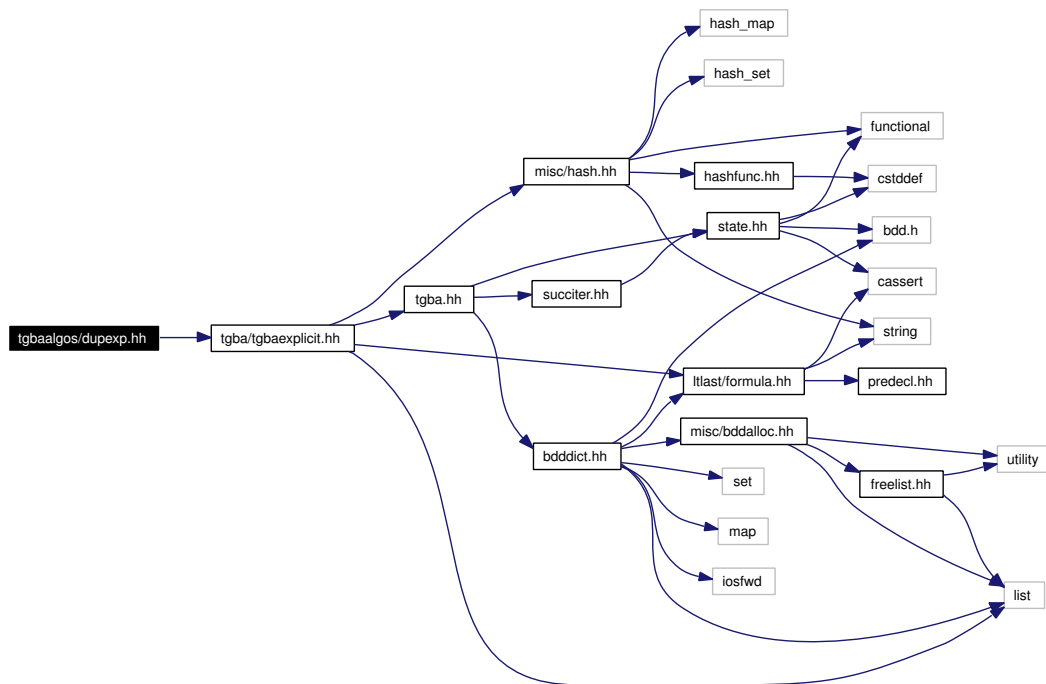 hash_map
hash_set
functional
misc/hash.hh
hashfunc.hh
cstddef
state.hh
bdd.h
cassert
tgba.hh
succiter.hh
string
tgbaalgos/dupexp.hh
tgba/tgbaexplicit.hh
ltlast/formula.hh
predecl.hh
misc/bddalloc.hh
bdddict.hh
utility
set
freelist.hh
map
iosfwd
list